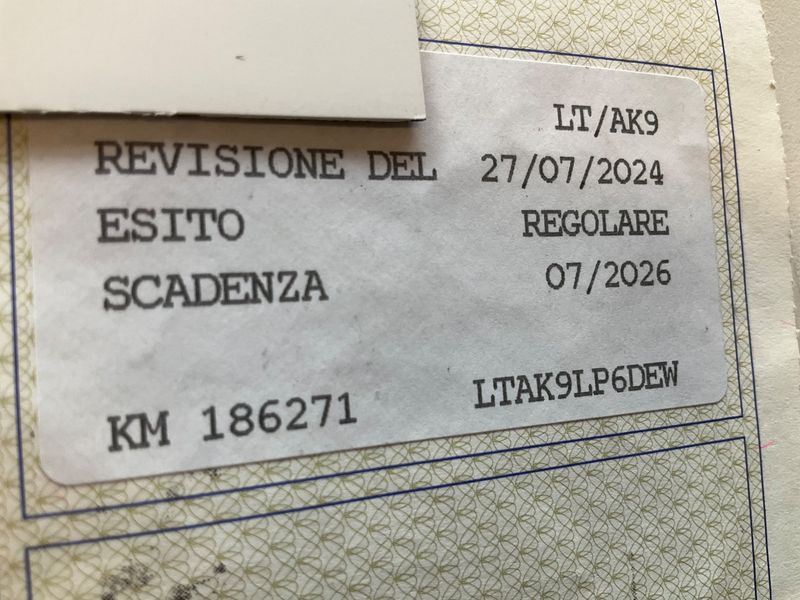 LT/AK9
REVISIONE DEL 27/07/2024
ESITO REGOLARE
SCADENZA 07/2026
KM 186271 LTAK9LP6DEW